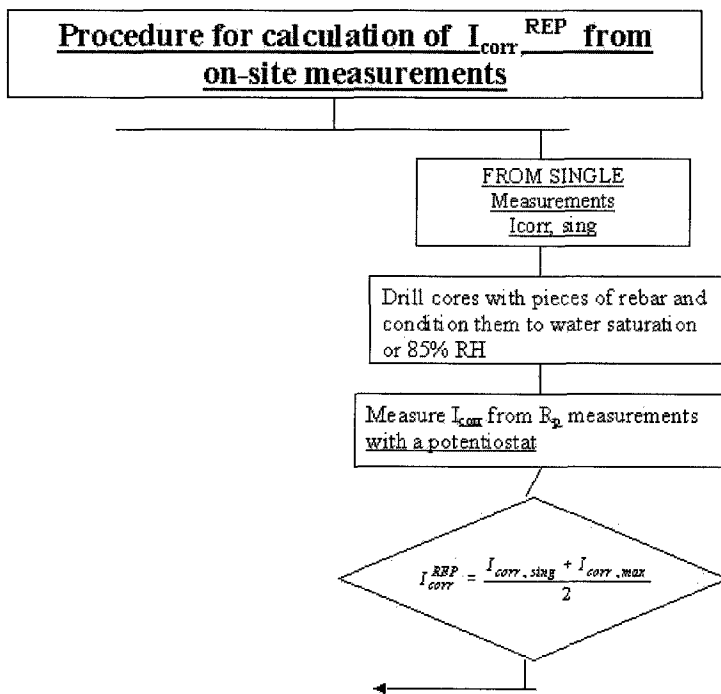 Procedure for calculation of I_corr^REP from
on-site measurements
FROM SINGLE
Measurements
Icorr, sing
Drill cores with pieces of rebar and
condition them to water saturation
or 85% RH
Measure I_corr from R_p measurements
with a potentiostat
I_corr^REP = (I_corr, sing + I_corr, max) / 2